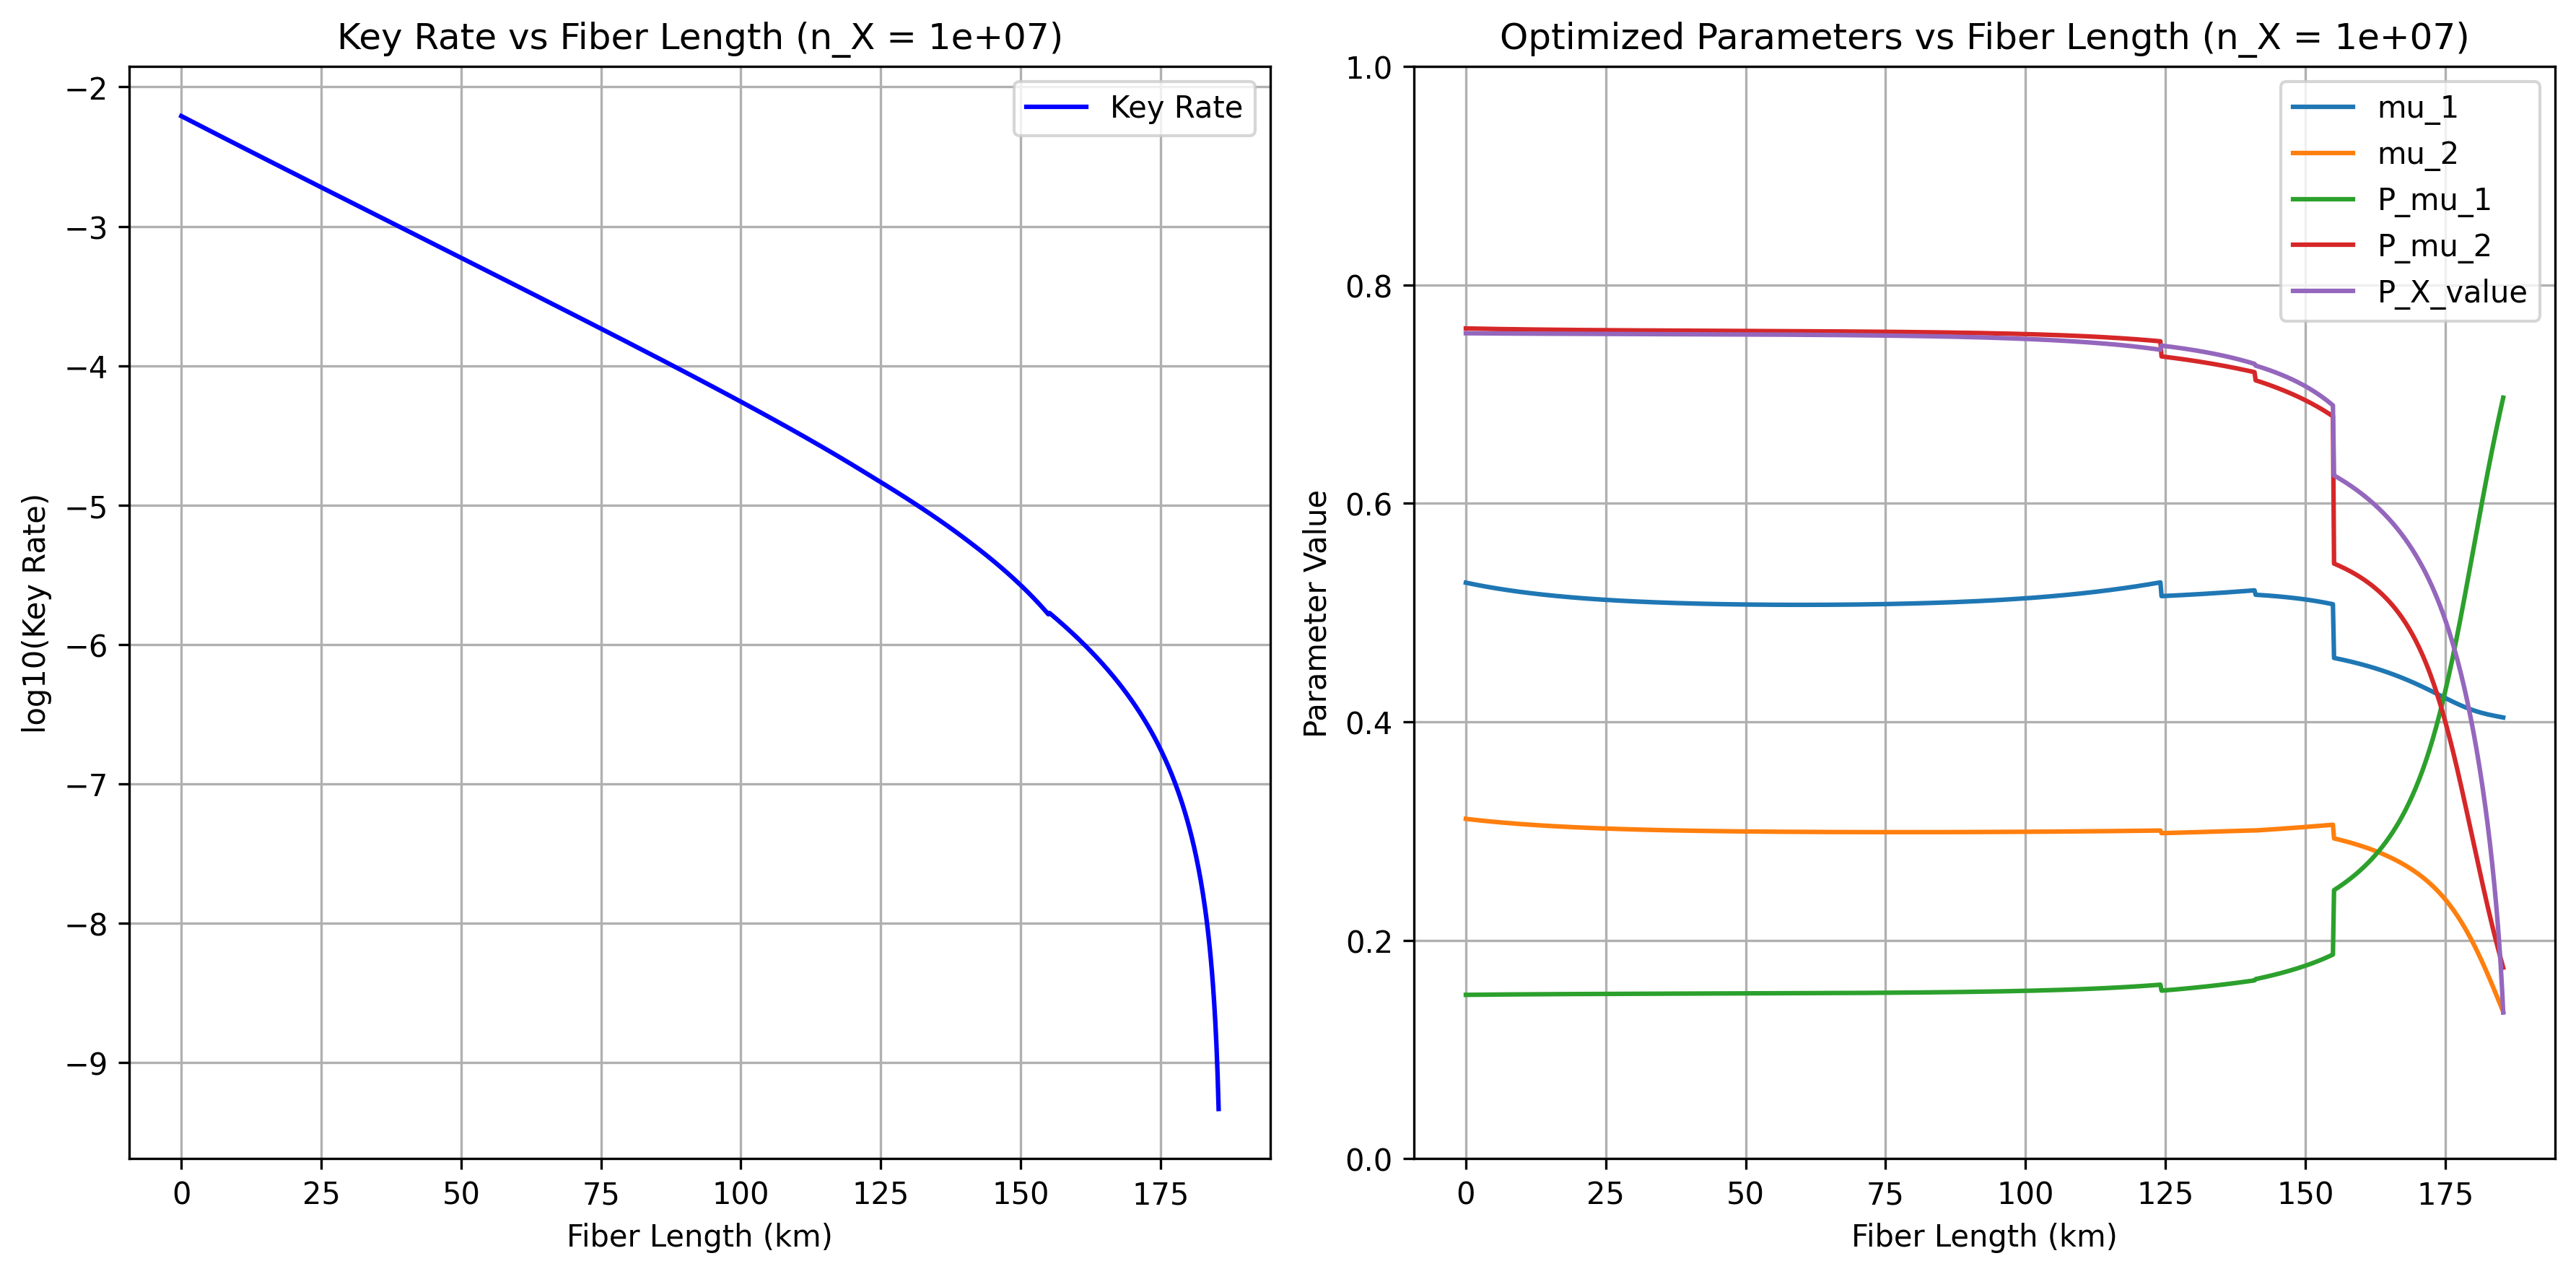 Key Rate vs Fiber Length (n_X = 1e+07)
Key Rate
log10(Key Rate)
−2
−3
−4
−5
−6
−7
−8
−9
0 25 50 75 100 125 150 175
Fiber Length (km)
Optimized Parameters vs Fiber Length (n_X = 1e+07)
mu_1
mu_2
P_mu_1
P_mu_2
P_X_value
Parameter Value
1.0
0.8
0.6
0.4
0.2
0.0
0 25 50 75 100 125 150 175
Fiber Length (km)